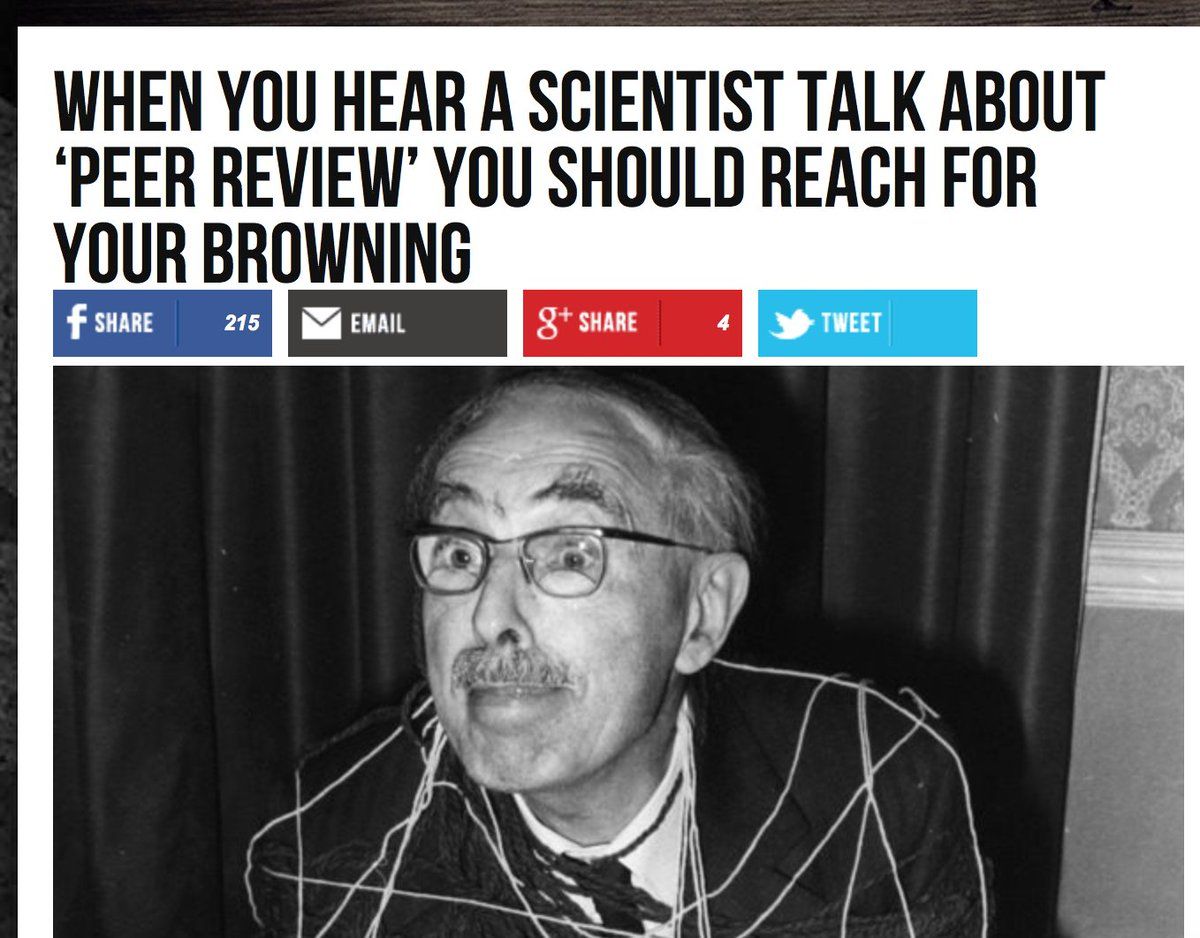 WHEN YOU HEAR A SCIENTIST TALK ABOUT
‘PEER REVIEW’ YOU SHOULD REACH FOR
YOUR BROWNING
f SHARE 215 EMAIL g+ SHARE 4 TWEET